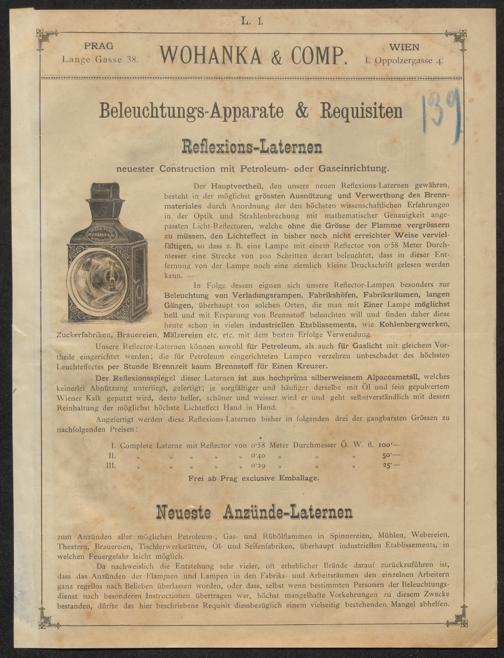 L. 1.
PRAG
Lange Gasse 38.
WOHANKA & COMP.
WIEN
I. Oppolzergasse 4.
139
Beleuchtungs-Apparate & Requisiten
Reflexions-Laternen
neuester Construction mit Petroleum- oder Gaseinrichtung.
Der Hauptvortheil, den unsere neuen Reflexions-Laternen gewähren,
besteht in der möglichst grössten Ausnützung und Verwerthung des Brenn-
materiales durch Anordnung der den höchsten wissenschaftlichen Erfahrungen
in der Optik und Strahlenbrechung mit mathematischer Genauigkeit ange-
passten Licht-Reflectoren, welche ohne die Grösse der Flamme vergrössern
zu müssen, den Lichteffect in bisher noch nicht erreichter Weise verviel-
fältigen, so dass z. B. eine Lampe mit einem Reflector von 0·58 Meter Durch-
messer eine Strecke von 100 Schritten derart beleuchtet, dass in dieser Ent-
fernung von der Lampe noch eine ziemlich kleine Druckschrift gelesen werden
kann. —
In Folge dessen eignen sich unsere Reflector-Lampen besonders zur
Beleuchtung von Verladungsrampen, Fabrikshöfen, Fabriksräumen, langen
Gängen, überhaupt von solchen Orten, die man mit Einer Lampe möglichst
hell und mit Ersparung von Brennstoff beleuchten will und finden daher diese
heute schon in vielen industriellen Etablissements, wie Kohlenbergwerken,
Zuckerfabriken, Brauereien, Mälzereien etc. etc. mit dem besten Erfolge Verwendung.
Unsere Reflector-Laternen können sowohl für Petroleum, als auch für Gaslicht mit gleichem Vor-
theile eingerichtet werden; die für Petroleum eingerichteten Lampen verzehren unbeschadet des höchsten
Leuchteffectes per Stunde Brennzeit kaum Brennstoff für Einen Kreuzer.
Der Reflexionsspiegel dieser Laternen ist aus hochprima silberweissem Alpaccametall, welches
keinerlei Abnützung unterliegt, gefertigt; je sorgfältiger und häufiger derselbe mit Öl und fein gepulvertem
Wiener Kalk geputzt wird, desto heller, schöner und weisser wird er und geht selbstverständlich mit dessen
Reinhaltung der möglichst höchste Lichteffect Hand in Hand.
Angefertigt werden diese Reflexions-Laternen bisher in folgenden drei der gangbarsten Grössen zu
nachfolgenden Preisen:
I. Complete Laterne mit Reflector von 0·58 Meter Durchmesser Ö. W. fl. 100·—
II. „ „ „ „ 0·40 „ „ „ 50·—
III. „ „ „ „ 0·29 „ „ „ 25·—
Frei ab Prag exclusive Emballage.
Neueste Anzünde-Laternen
zum Anzünden aller möglichen Petroleum-, Gas- und Rübölflammen in Spinnereien, Mühlen, Webereien,
Theatern, Brauereien, Tischlerwerkstätten, Öl- und Seifenfabriken, überhaupt industriellen Etablissements, in
welchen Feuergefahr leicht möglich.
Da nachweislich die Entstehung sehr vieler, oft erheblicher Brände darauf zurückzuführen ist,
dass das Anzünden der Flammen und Lampen in den Fabriks- und Arbeitsräumen den einzelnen Arbeitern
ganz regellos nach Belieben überlassen worden, oder dass, selbst wenn bestimmten Personen der Beleuchtungs-
dienst nach besonderen Instructionen übertragen wer, höchst mangelhafte Vorkehrungen zu diesem Zwecke
bestanden, dürfte das hier beschriebene Requisit diesbezüglich einem vielseitig bestehenden Mangel abhelfen.